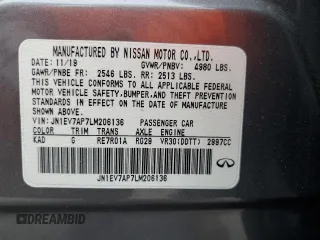 MANUFACTURED BY NISSAN MOTOR CO.,LTD.
DATE: 11/19 GVWR/PNBV: 4980 LBS.
GAWR/PNBE FR: 2546 LBS. RR: 2513 LBS.
THIS VEHICLE CONFORMS TO ALL APPLICABLE FEDERAL
MOTOR VEHICLE SAFETY, BUMPER, AND THEFT
PREVENTION STANDARDS IN EFFECT ON THE DATE OF
MANUFACTURE SHOWN ABOVE.
VIN: JN1EV7AP7LM206136 PASSENGER CAR
COLOR TRIM TRANS AXLE ENGINE
KAD G RE7R01A RG29 VR30(DDTT) 2997CC
JN1EV7AP7LM206136
AUTOBIDMASTER